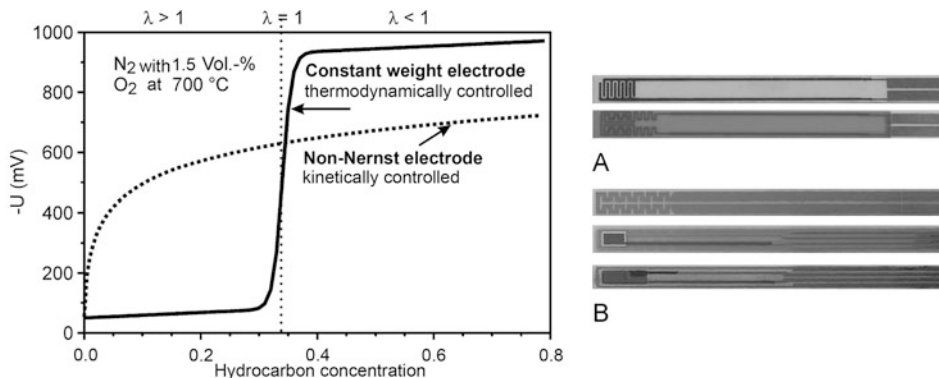 λ > 1 λ = 1 λ < 1
1000
800
600
400
200
0
-U (mV)
N2 with 1.5 Vol.-%
O2 at 700 °C
Constant weight electrode
thermodynamically controlled
Non-Nernst electrode
kinetically controlled
0.0 0.2 0.4 0.6 0.8
Hydrocarbon concentration
A
B